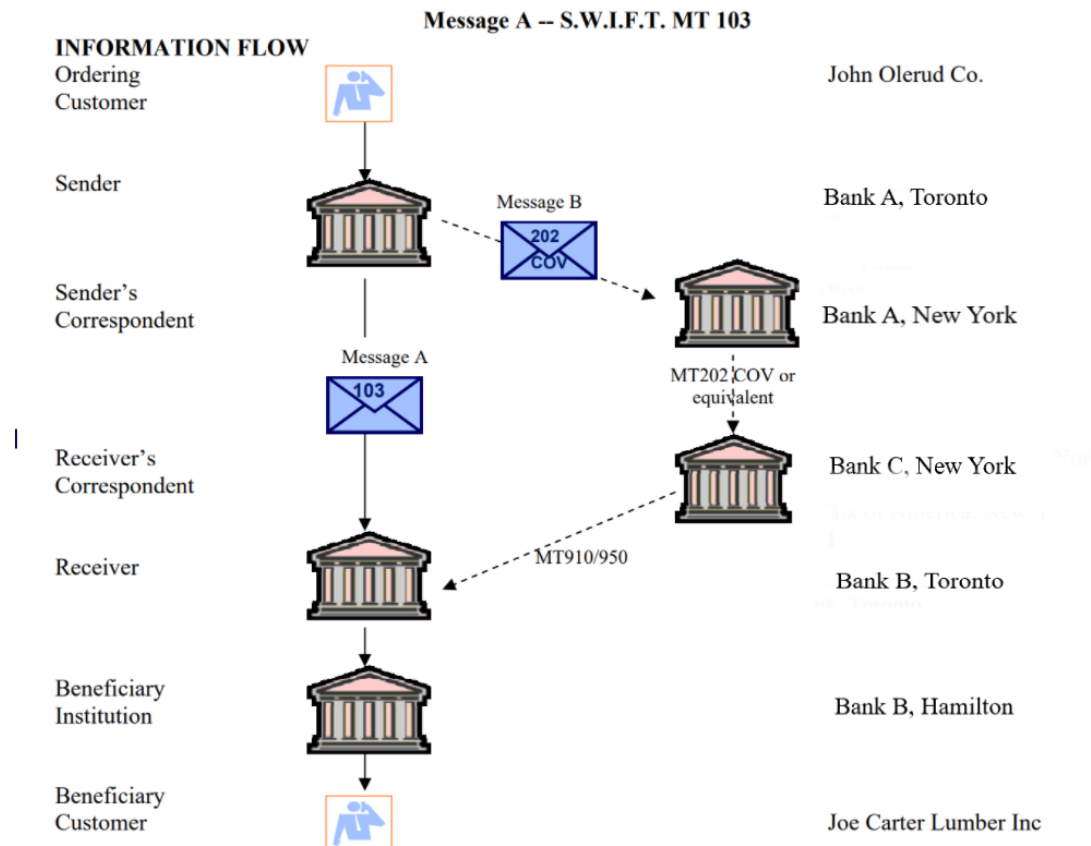 Message A -- S.W.I.F.T. MT 103
INFORMATION FLOW
Ordering
Customer
John Olerud Co.
Sender
Bank A, Toronto
Message B
202
COV
Sender's
Correspondent
Bank A, New York
Message A
103
MT202 COV or
equivalent
Receiver's
Correspondent
Bank C, New York
MT910/950
Receiver
Bank B, Toronto
Beneficiary
Institution
Bank B, Hamilton
Beneficiary
Customer
Joe Carter Lumber Inc